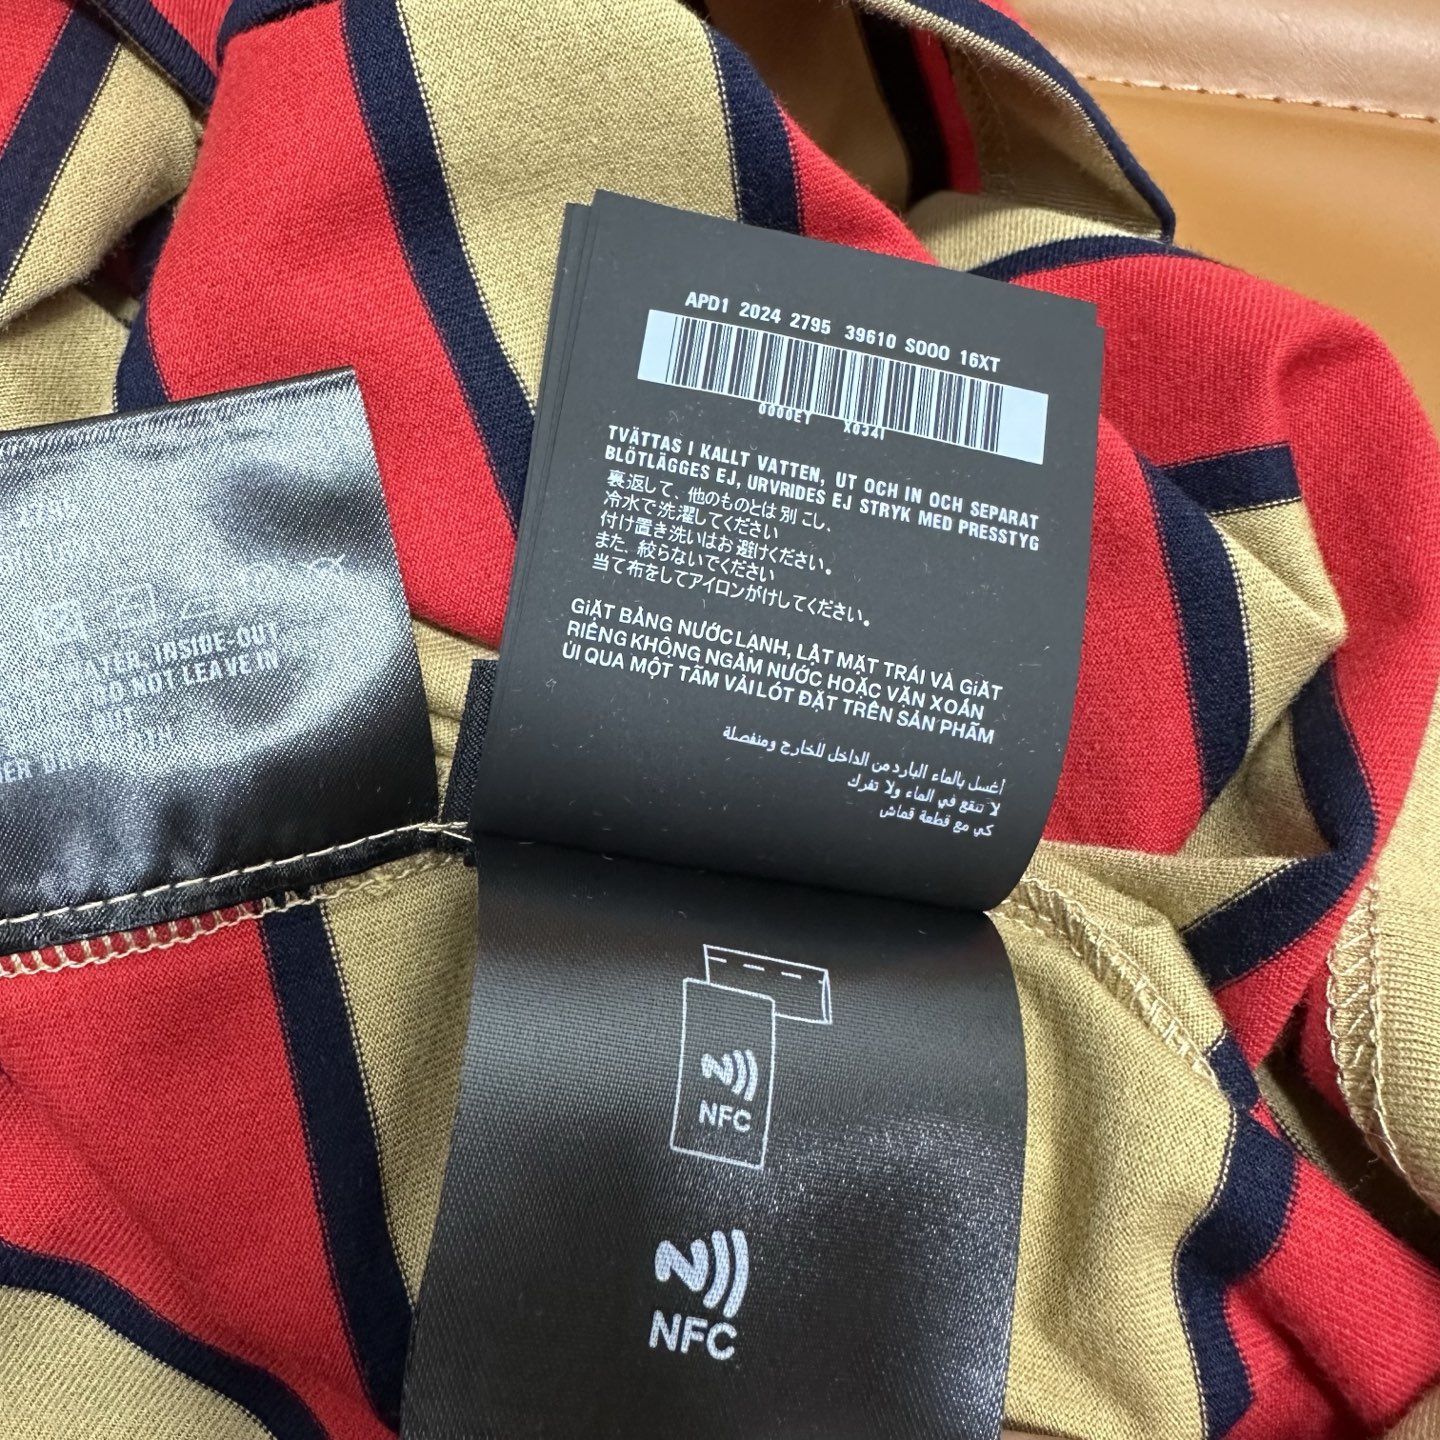 APD1 2024 2795 39610 S000 16XT
0000ET X034I
TVÄTTAS I KALLT VATTEN, UT OCH IN OCH SEPARAT
BLÖTLÄGGES EJ, URVRIDES EJ STRYK MED PRESSTYG
裏返して、他のものとは別こし、
冷水で洗濯してください
付け置き洗いはお避けください。
また、絞らないでください
当て布をしてアイロンがけしてください。
GIẶT BẰNG NƯỚC LẠNH, LẬT MẶT TRÁI VÀ GIẶT
RIÊNG KHÔNG NGÂM NƯỚC HOẶC VẶN XOẮN
ỦI QUA MỘT TẤM VẢI LÓT ĐẶT TRÊN SẢN PHẨM
أغسل بالماء البارد من الداخل للخارج ومنفصلة
لا تنقع في الماء ولا تفرك
كي مع قطعة قماش
WATER, INSIDE-OUT
DO NOT LEAVE IN
NFC
NFC